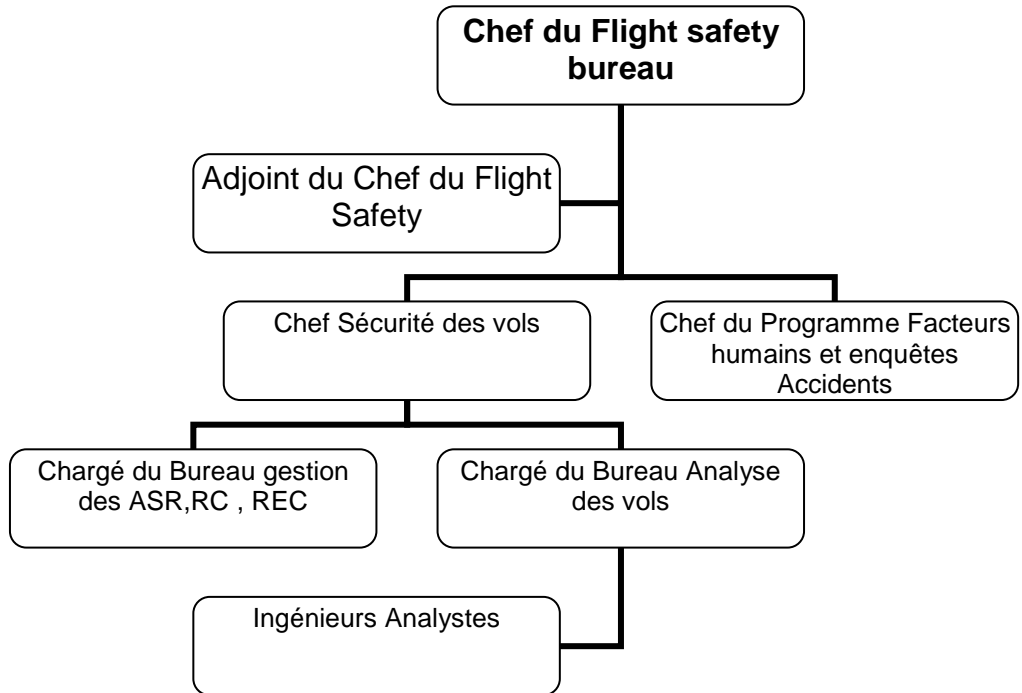 Chef du Flight safety
bureau
Adjoint du Chef du Flight
Safety
Chef Sécurité des vols
Chef du Programme Facteurs
humains et enquêtes
Accidents
Chargé du Bureau gestion
des ASR,RC , REC
Chargé du Bureau Analyse
des vols
Ingénieurs Analystes